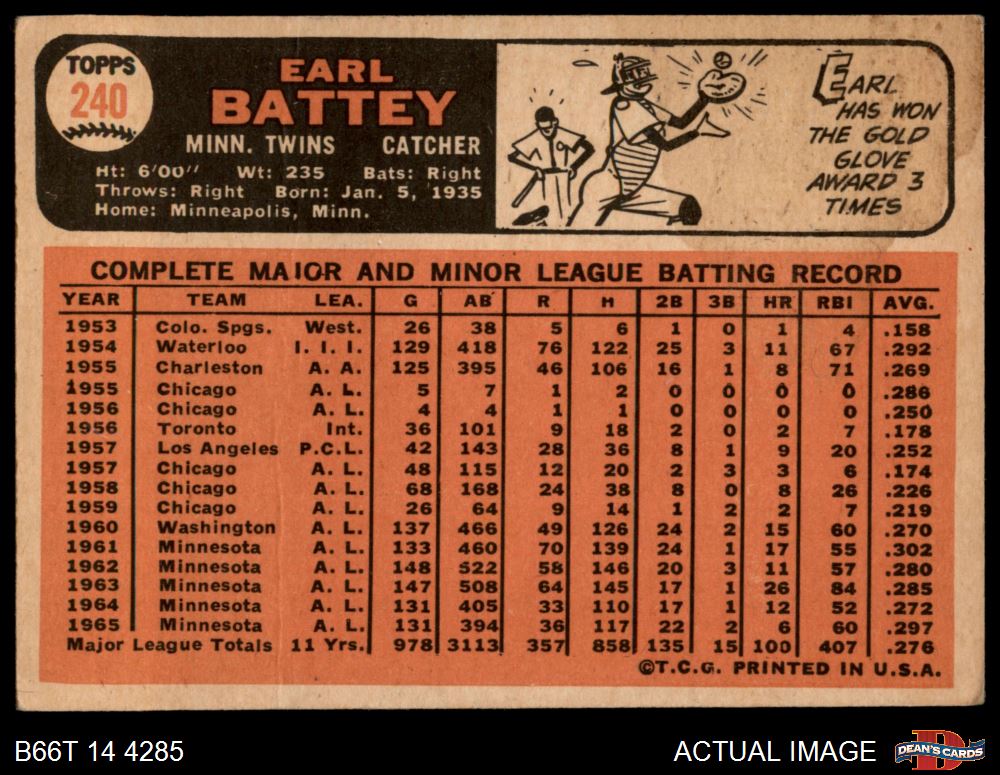 TOPPS
240
EARL
BATTEY
MINN. TWINS CATCHER
Ht: 6'00" Wt: 235 Bats: Right
Throws: Right Born: Jan. 5, 1935
Home: Minneapolis, Minn.
EARL
HAS WON
THE GOLD
GLOVE
AWARD 3
TIMES
COMPLETE MAJOR AND MINOR LEAGUE BATTING RECORD
YEAR TEAM LEA. G AB R H 2B 3B HR RBI AVG.
1953 Colo. Spgs. West. 26 38 5 6 1 0 1 4 .158
1954 Waterloo I. I. I. 129 418 76 122 25 3 11 67 .292
1955 Charleston A. A. 125 395 46 106 16 1 8 71 .269
1955 Chicago A. L. 5 7 1 2 0 0 0 0 .286
1956 Chicago A. L. 4 4 1 1 0 0 0 0 .250
1956 Toronto Int. 36 101 9 18 2 0 2 7 .178
1957 Los Angeles P.C.L. 42 143 28 36 8 1 9 20 .252
1957 Chicago A. L. 48 115 12 20 2 3 3 6 .174
1958 Chicago A. L. 68 168 24 38 8 0 8 26 .226
1959 Chicago A. L. 26 64 9 14 1 2 2 7 .219
1960 Washington A. L. 137 466 49 126 24 2 15 60 .270
1961 Minnesota A. L. 133 460 70 139 24 1 17 55 .302
1962 Minnesota A. L. 148 522 58 146 20 3 11 57 .280
1963 Minnesota A. L. 147 508 64 145 17 1 26 84 .285
1964 Minnesota A. L. 131 405 33 110 17 1 12 52 .272
1965 Minnesota A. L. 131 394 36 117 22 2 6 60 .297
Major League Totals 11 Yrs. 978 3113 357 858 135 15 100 407 .276
©T.C.G. PRINTED IN U.S.A.
B66T 14 4285 ACTUAL IMAGE DEAN'S CARDS